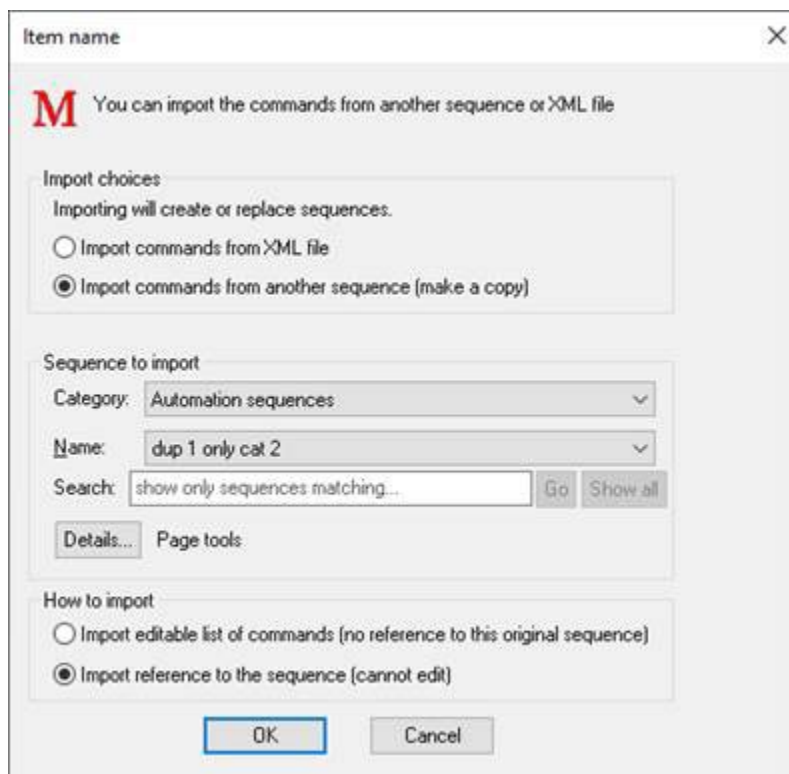 Item name
M You can import the commands from another sequence or XML file
Import choices
Importing will create or replace sequences.
Import commands from XML file
Import commands from another sequence (make a copy)
Sequence to import
Category: Automation sequences
Name: dup 1 only cat 2
Search: show only sequences matching... Go Show all
Details... Page tools
How to import
Import editable list of commands (no reference to this original sequence)
Import reference to the sequence (cannot edit)
OK Cancel